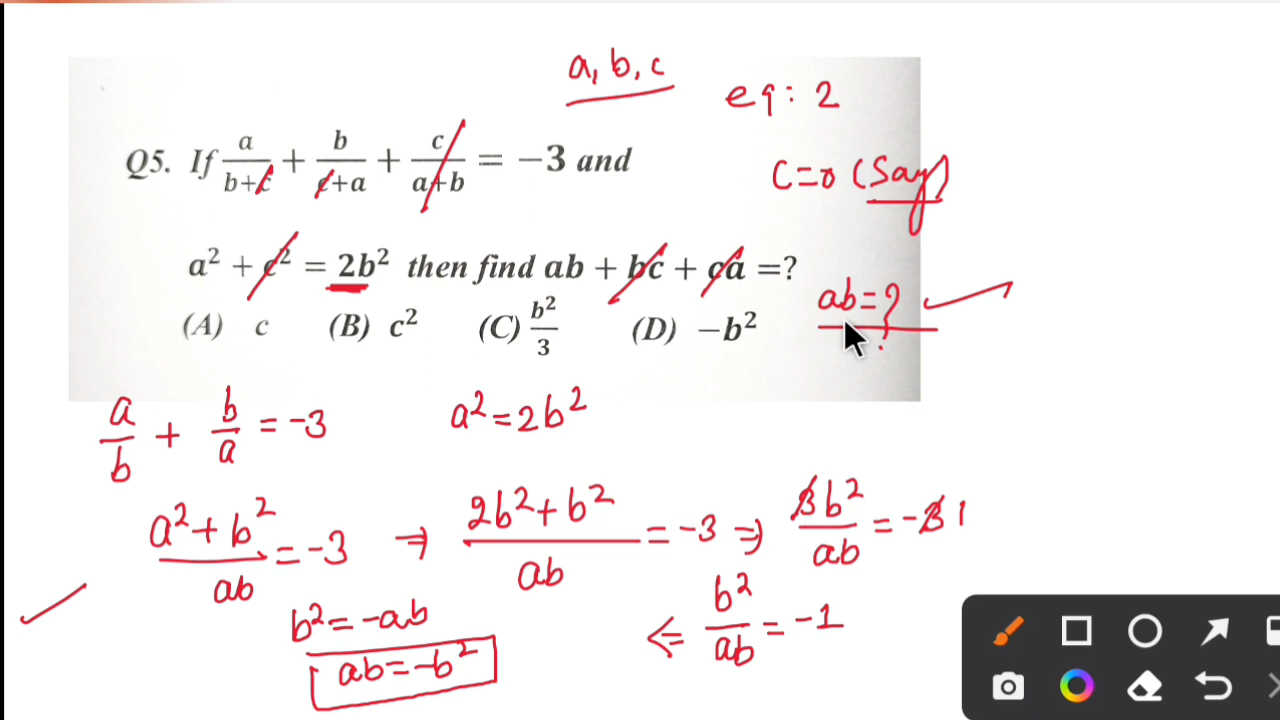 a, b, c
eq: 2
Q5. If a/(b+c) + b/(c+a) + c/(a+b) = −3 and
C=0 (Say)
a² + c² = 2b² then find ab + bc + ca =?
ab=?
(A) c (B) c² (C) b²/3 (D) −b²
a/b + b/a = -3 a²=2b²
(a²+b²)/ab = -3 ⇒ (2b²+b²)/ab = -3 ⇒ 3b²/ab = -3 1
b²=-ab ⇐ b²/ab = -1
ab=-b²